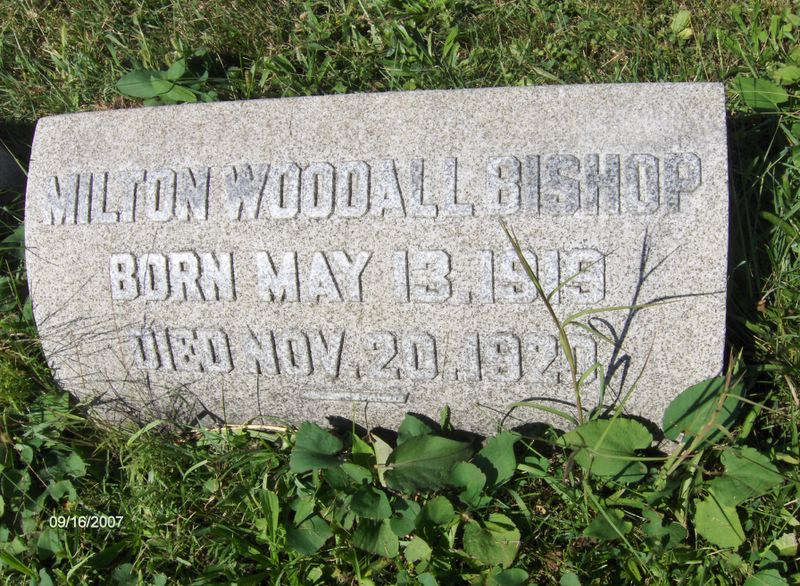 MILTON WOODALL BISHOP
BORN MAY 13, 1919
DIED NOV. 20, 1920
09/16/2007